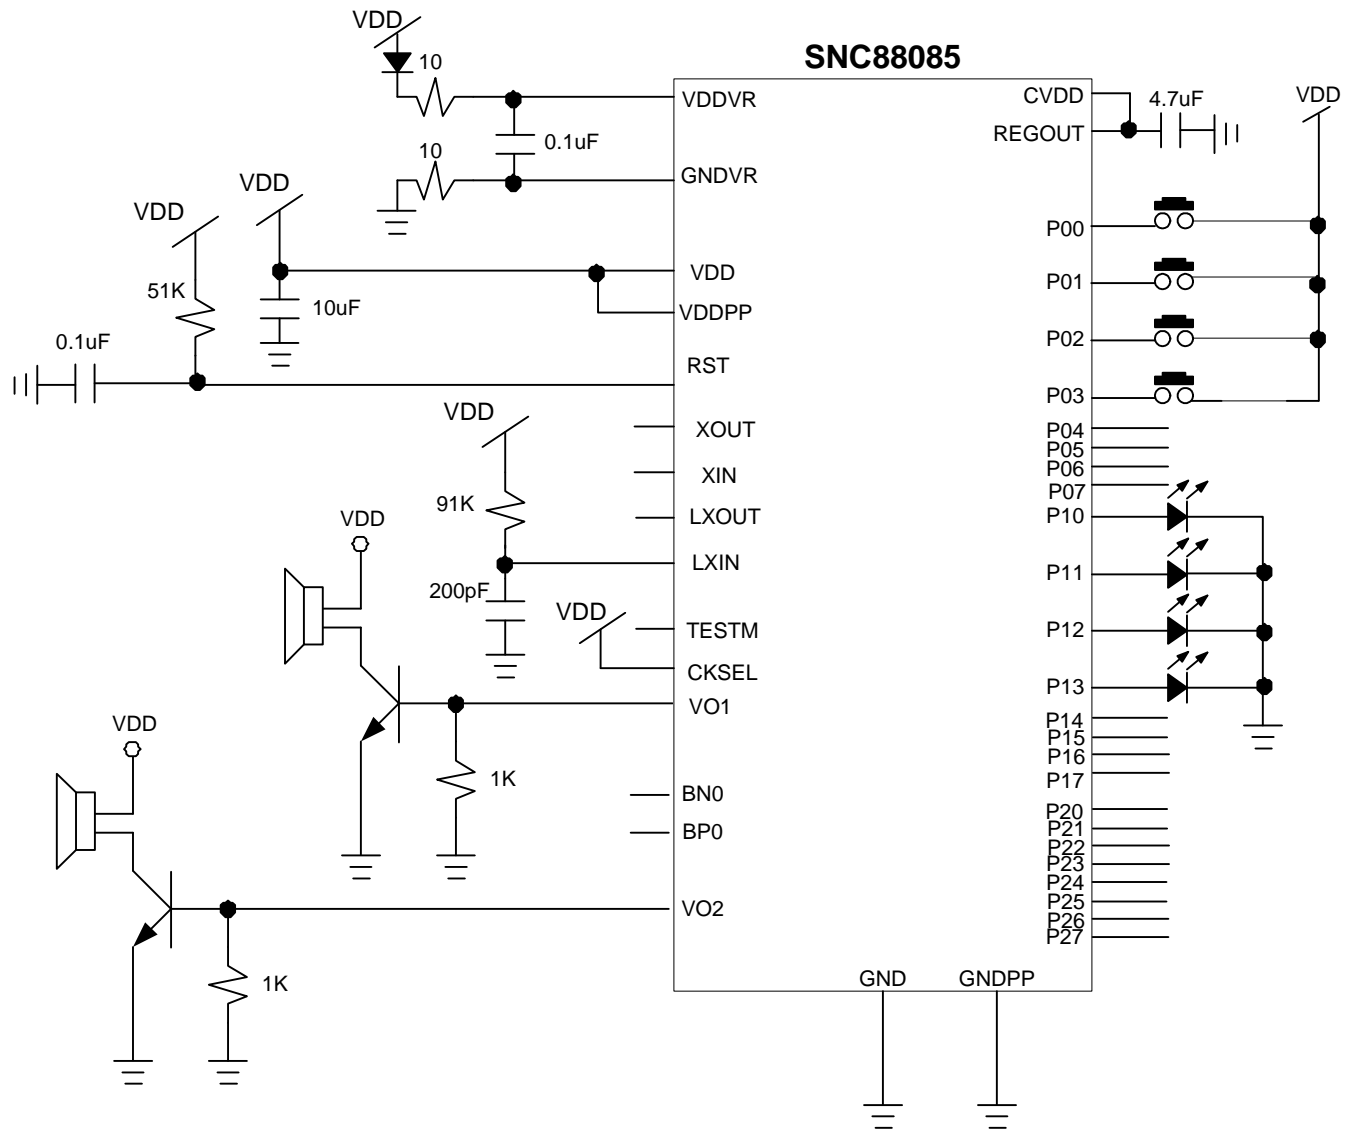 VDD
SNC88085
10
VDDVR
0.1uF
10
GNDVR
VDD
VDD
VDD
10uF
VDDPP
51K
0.1uF
RST
VDD
XOUT
XIN
91K
LXOUT
LXIN
200pF
VDD
VDD
TESTM
CKSEL
VO1
1K
BN0
BP0
VDD
VO2
1K
CVDD
REGOUT
4.7uF
VDD
P00
P01
P02
P03
P04
P05
P06
P07
P10
P11
P12
P13
P14
P15
P16
P17
P20
P21
P22
P23
P24
P25
P26
P27
GND
GNDPP